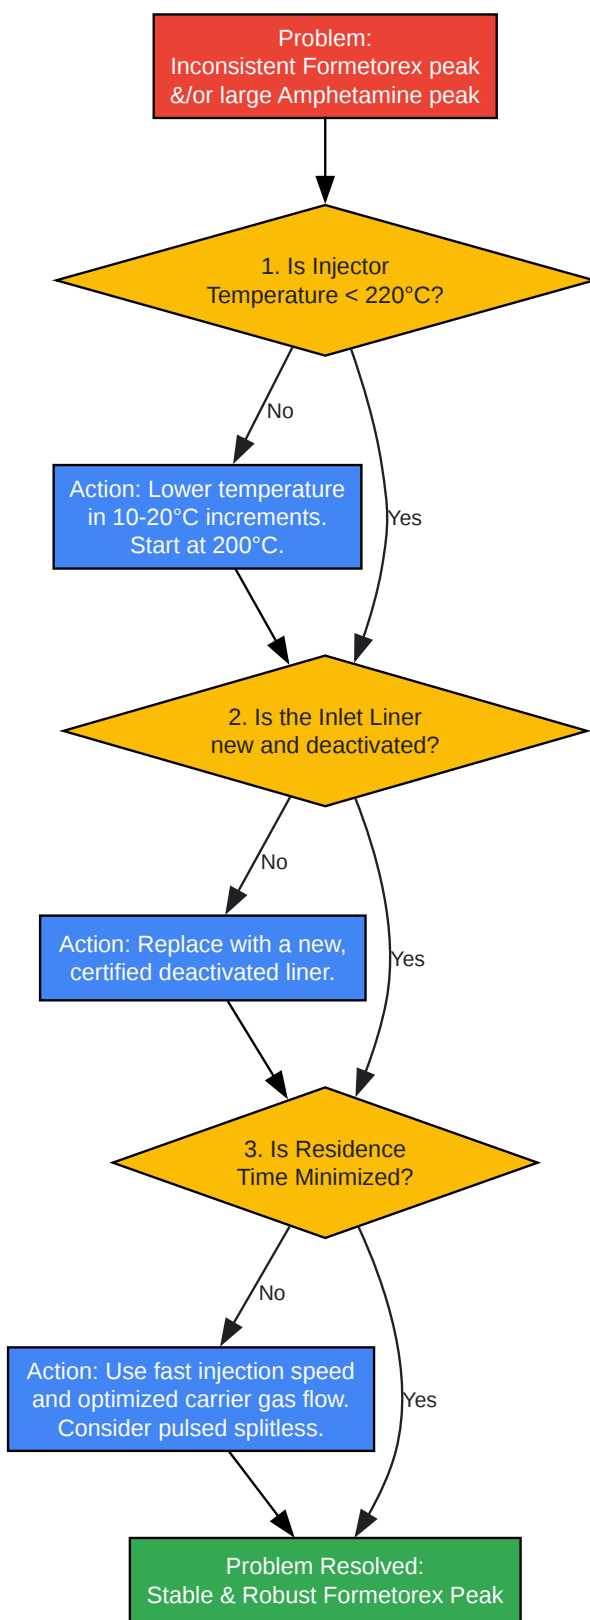 Problem:
Inconsistent Formetorex peak
&/or large Amphetamine peak
1. Is Injector
Temperature < 220°C?
No
Yes
Action: Lower temperature
in 10-20°C increments.
Start at 200°C.
2. Is the Inlet Liner
new and deactivated?
No
Yes
Action: Replace with a new,
certified deactivated liner.
3. Is Residence
Time Minimized?
No
Yes
Action: Use fast injection speed
and optimized carrier gas flow.
Consider pulsed splitless.
Problem Resolved:
Stable & Robust Formetorex Peak